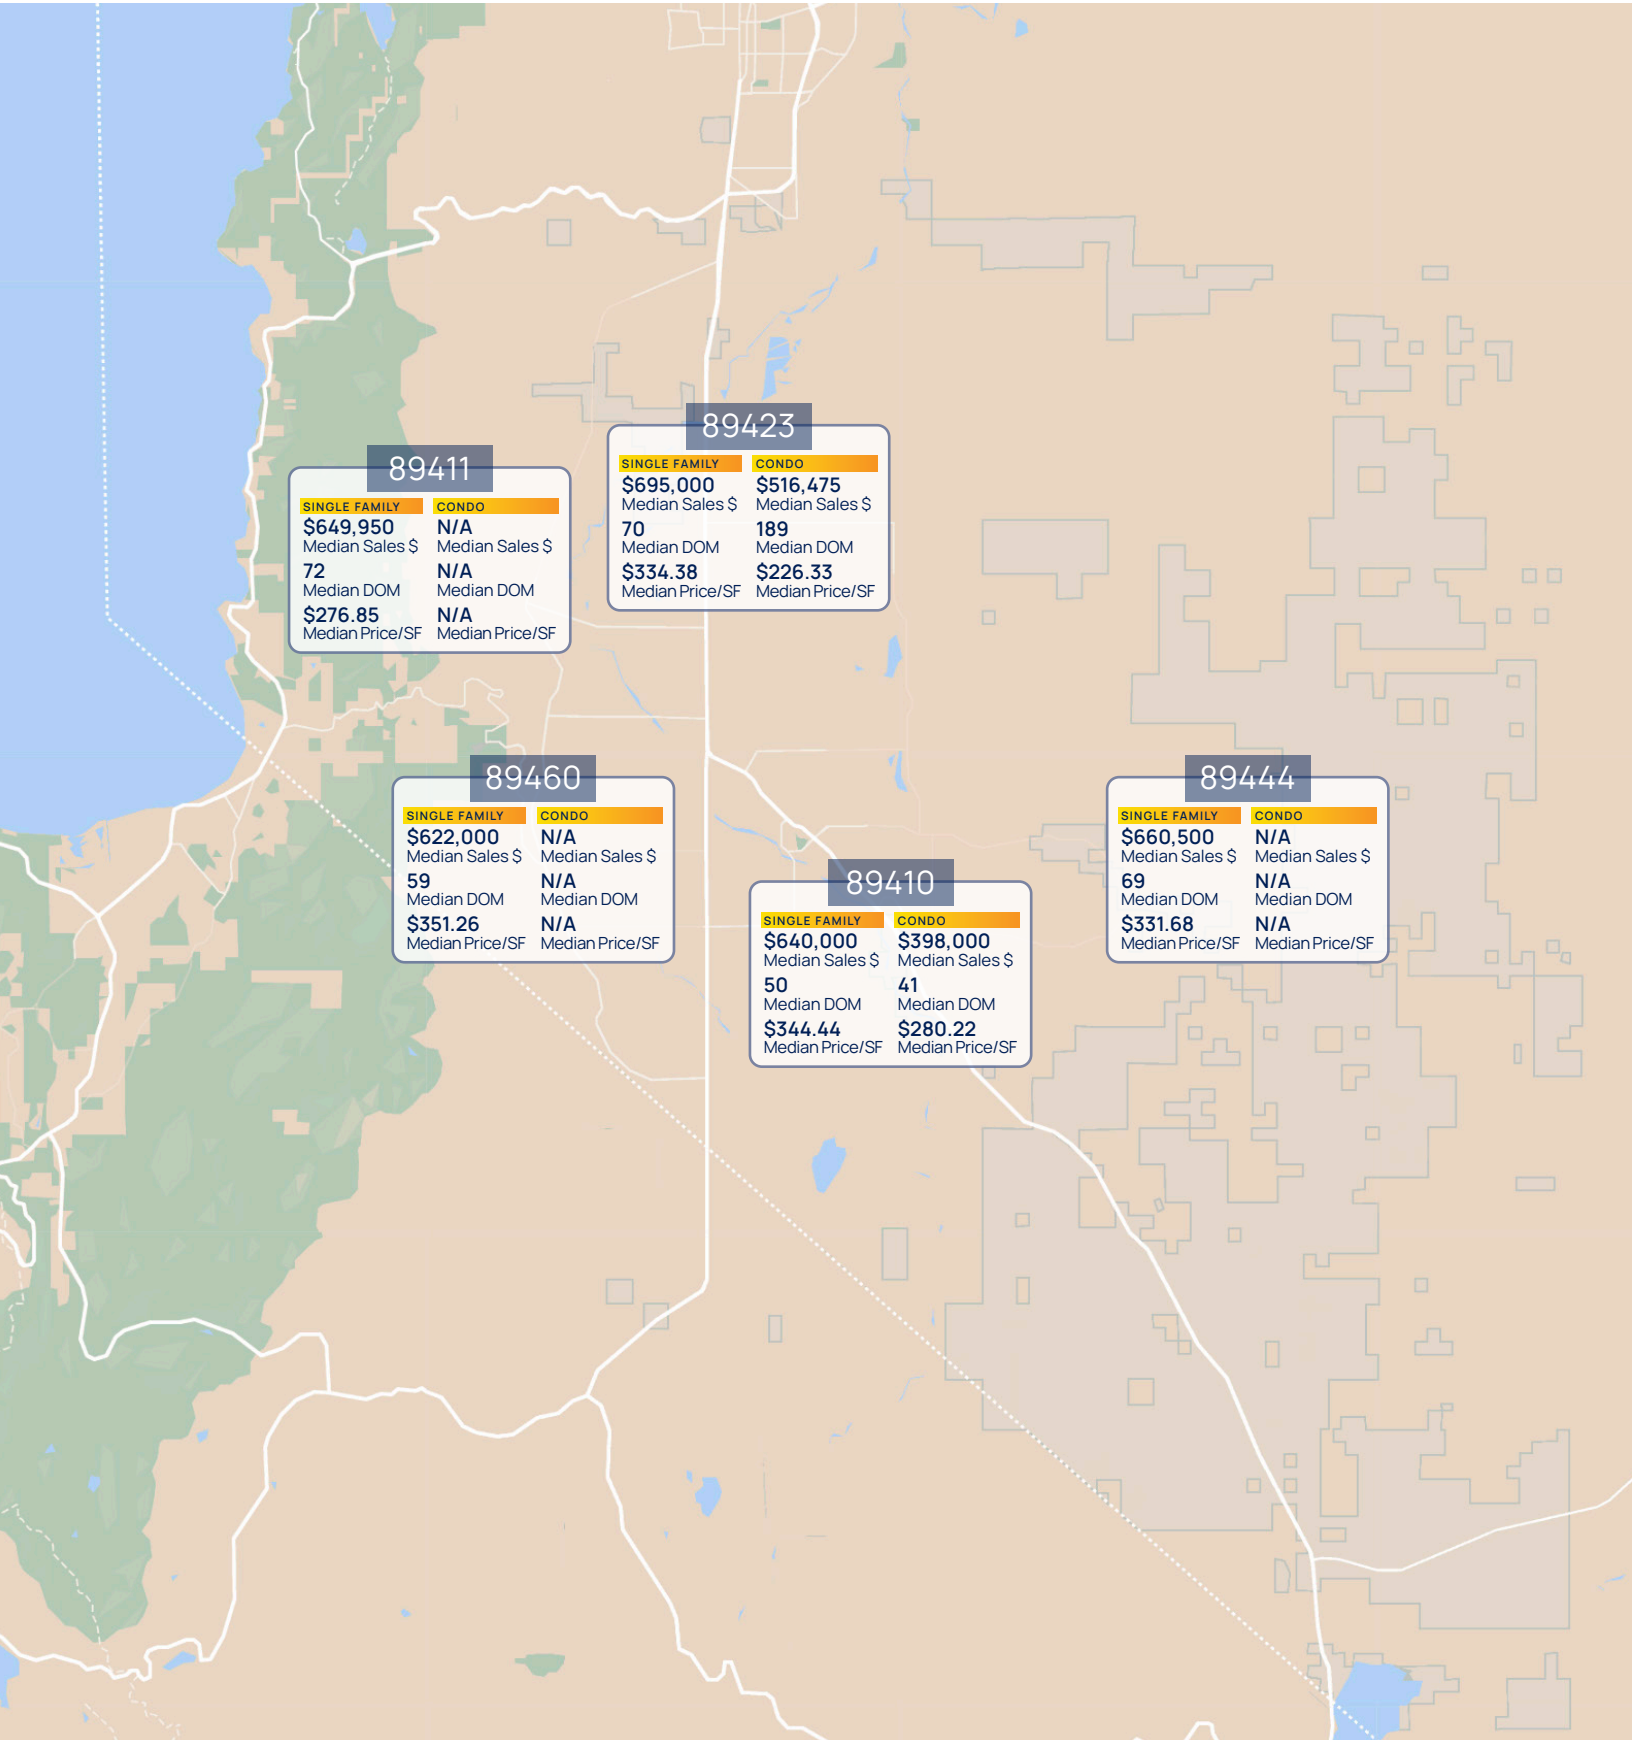 89423
SINGLE FAMILY CONDO
$695,000 $516,475
Median Sales $ Median Sales $
70 189
Median DOM Median DOM
$334.38 $226.33
Median Price/SF Median Price/SF
89411
SINGLE FAMILY CONDO
$649,950 N/A
Median Sales $ Median Sales $
72 N/A
Median DOM Median DOM
$276.85 N/A
Median Price/SF Median Price/SF
89460
SINGLE FAMILY CONDO
$622,000 N/A
Median Sales $ Median Sales $
59 N/A
Median DOM Median DOM
$351.26 N/A
Median Price/SF Median Price/SF
89444
SINGLE FAMILY CONDO
$660,500 N/A
Median Sales $ Median Sales $
69 N/A
Median DOM Median DOM
$331.68 N/A
Median Price/SF Median Price/SF
89410
SINGLE FAMILY CONDO
$640,000 $398,000
Median Sales $ Median Sales $
50 41
Median DOM Median DOM
$344.44 $280.22
Median Price/SF Median Price/SF